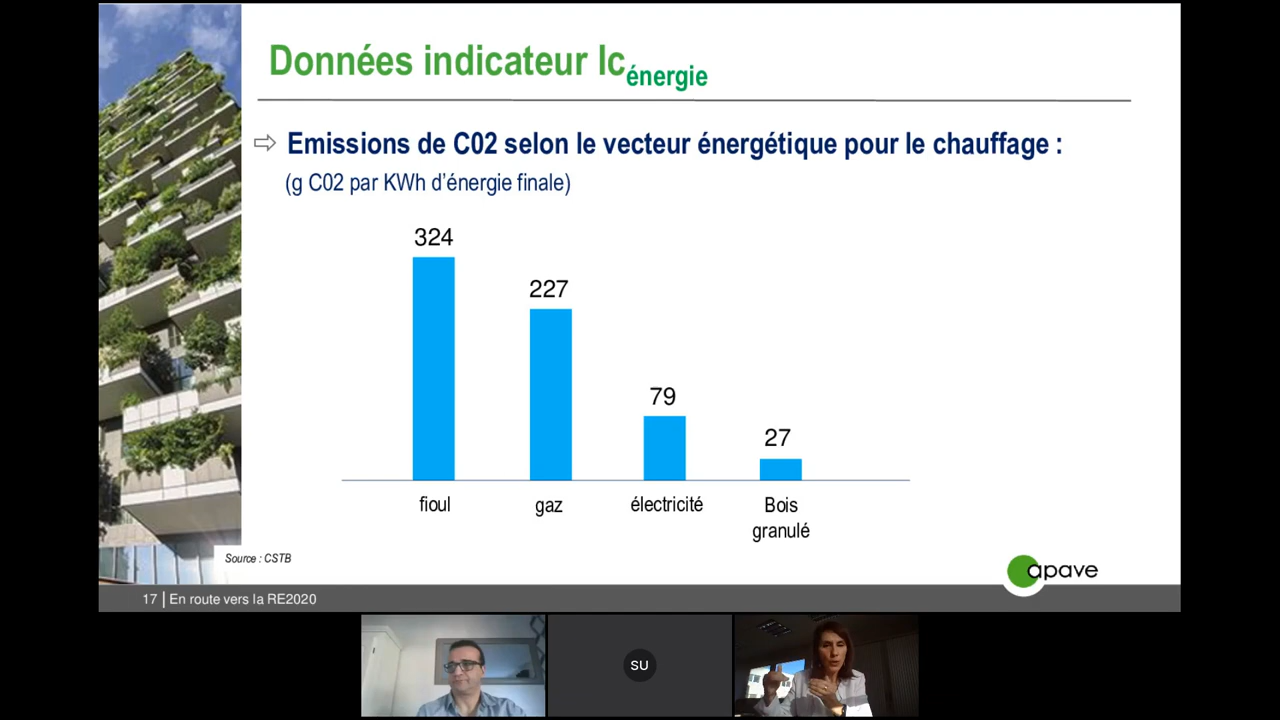 Données indicateur Ic énergie
Emissions de C02 selon le vecteur énergétique pour le chauffage :
(g C02 par KWh d'énergie finale)
324
227
79
27
fioul
gaz
électricité
Bois
granulé
Source : CSTB
apave
17 | En route vers la RE2020
SU